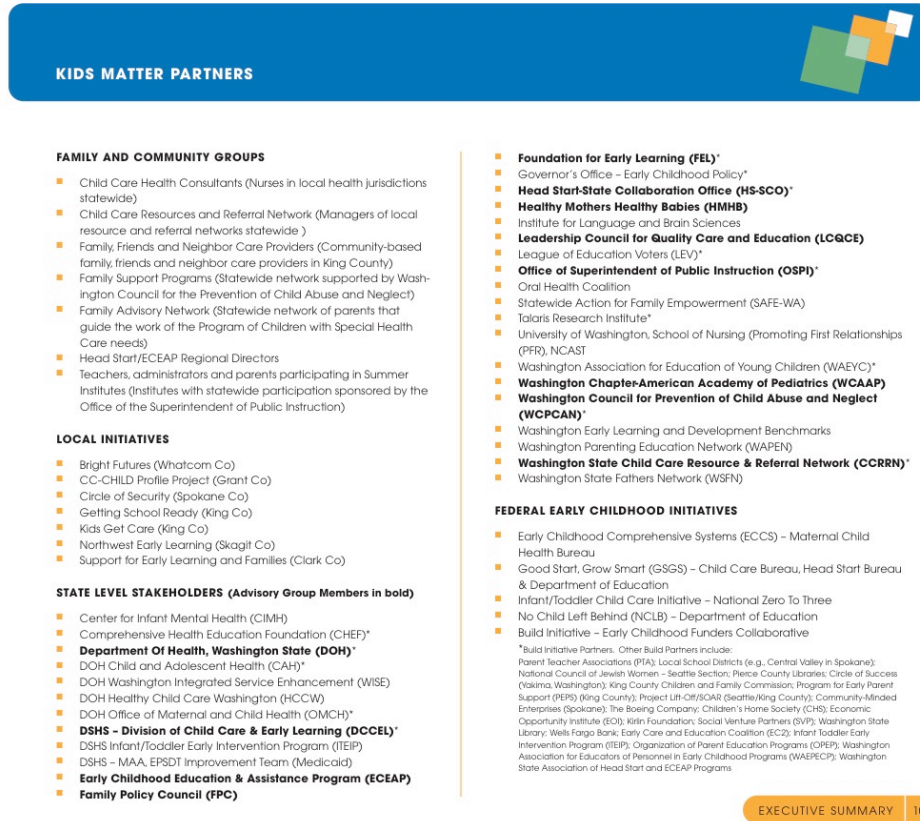 KIDS MATTER PARTNERS
FAMILY AND COMMUNITY GROUPS
Child Care Health Consultants (Nurses in local health jurisdictions
statewide)
Child Care Resources and Referral Network (Managers of local
resource and referral networks statewide )
Family, Friends and Neighbor Care Providers (Community-based
family, friends and neighbor care providers in King County)
Family Support Programs (Statewide network supported by Wash-
ington Council for the Prevention of Child Abuse and Neglect)
Family Advisory Network (Statewide network of parents that
guide the work of the Program of Children with Special Health
Care needs)
Head Start/ECEAP Regional Directors
Teachers, administrators and parents participating in Summer
Institutes (Institutes with statewide participation sponsored by the
Office of the Superintendent of Public Instruction)
LOCAL INITIATIVES
Bright Futures (Whatcom Co)
CC-CHILD Profile Project (Grant Co)
Circle of Security (Spokane Co)
Getting School Ready (King Co)
Kids Get Care (King Co)
Northwest Early Learning (Skagit Co)
Support for Early Learning and Families (Clark Co)
STATE LEVEL STAKEHOLDERS (Advisory Group Members in bold)
Center for Infant Mental Health (CIMH)
Comprehensive Health Education Foundation (CHEF)*
Department Of Health, Washington State (DOH)*
DOH Child and Adolescent Health (CAH)*
DOH Washington Integrated Service Enhancement (WISE)
DOH Healthy Child Care Washington (HCCW)
DOH Office of Maternal and Child Health (OMCH)*
DSHS – Division of Child Care & Early Learning (DCCEL)*
DSHS Infant/Toddler Early Intervention Program (ITEIP)
DSHS – MAA, EPSDT Improvement Team (Medicaid)
Early Childhood Education & Assistance Program (ECEAP)
Family Policy Council (FPC)
Foundation for Early Learning (FEL)*
Governor's Office – Early Childhood Policy*
Head Start-State Collaboration Office (HS-SCO)*
Healthy Mothers Healthy Babies (HMHB)
Institute for Language and Brain Sciences
Leadership Council for Quality Care and Education (LCQCE)
League of Education Voters (LEV)*
Office of Superintendent of Public Instruction (OSPI)*
Oral Health Coalition
Statewide Action for Family Empowerment (SAFE-WA)
Talaris Research Institute*
University of Washington, School of Nursing (Promoting First Relationships
(PFR), NCAST
Washington Association for Education of Young Children (WAEYC)*
Washington Chapter-American Academy of Pediatrics (WCAAP)
Washington Council for Prevention of Child Abuse and Neglect
(WCPCAN)*
Washington Early Learning and Development Benchmarks
Washington Parenting Education Network (WAPEN)
Washington State Child Care Resource & Referral Network (CCRRN)*
Washington State Fathers Network (WSFN)
FEDERAL EARLY CHILDHOOD INITIATIVES
Early Childhood Comprehensive Systems (ECCS) – Maternal Child
Health Bureau
Good Start, Grow Smart (GSGS) – Child Care Bureau, Head Start Bureau
& Department of Education
Infant/Toddler Child Care Initiative – National Zero To Three
No Child Left Behind (NCLB) – Department of Education
Build Initiative – Early Childhood Funders Collaborative
*Build Initiative Partners. Other Build Partners include:
Parent Teacher Associations (PTA); Local School Districts (e.g., Central Valley in Spokane);
National Council of Jewish Women – Seattle Section; Pierce County Libraries; Circle of Success
(Yakima, Washington); King County Children and Family Commission; Program for Early Parent
Support (PEPS) (King County); Project Lift-Off/SOAR (Seattle/King County); Community-Minded
Enterprises (Spokane); The Boeing Company; Children's Home Society (CHS); Economic
Opportunity Institute (EOI); Kirlin Foundation; Social Venture Partners (SVP); Washington State
Library; Wells Fargo Bank; Early Care and Education Coalition (EC2); Infant Toddler Early
Intervention Program (ITEIP); Organization of Parent Education Programs (OPEP); Washington
Association for Educators of Personnel in Early Childhood Programs (WAEPECP); Washington
State Association of Head Start and ECEAP Programs
EXECUTIVE SUMMARY